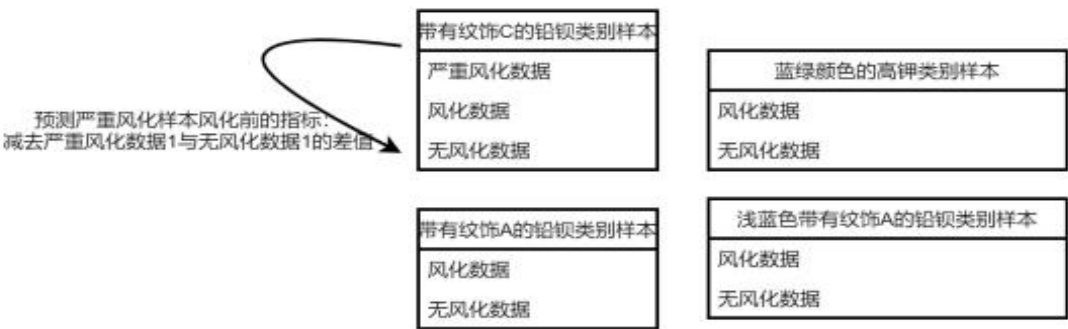 带有纹饰C的铅钡类别样本
严重风化数据
风化数据
无风化数据
预测严重风化样本风化前的指标：
减去严重风化数据1与无风化数据1的差值
蓝绿颜色的高钾类别样本
风化数据
无风化数据
带有纹饰A的铅钡类别样本
风化数据
无风化数据
浅蓝色带有纹饰A的铅钡类别样本
风化数据
无风化数据